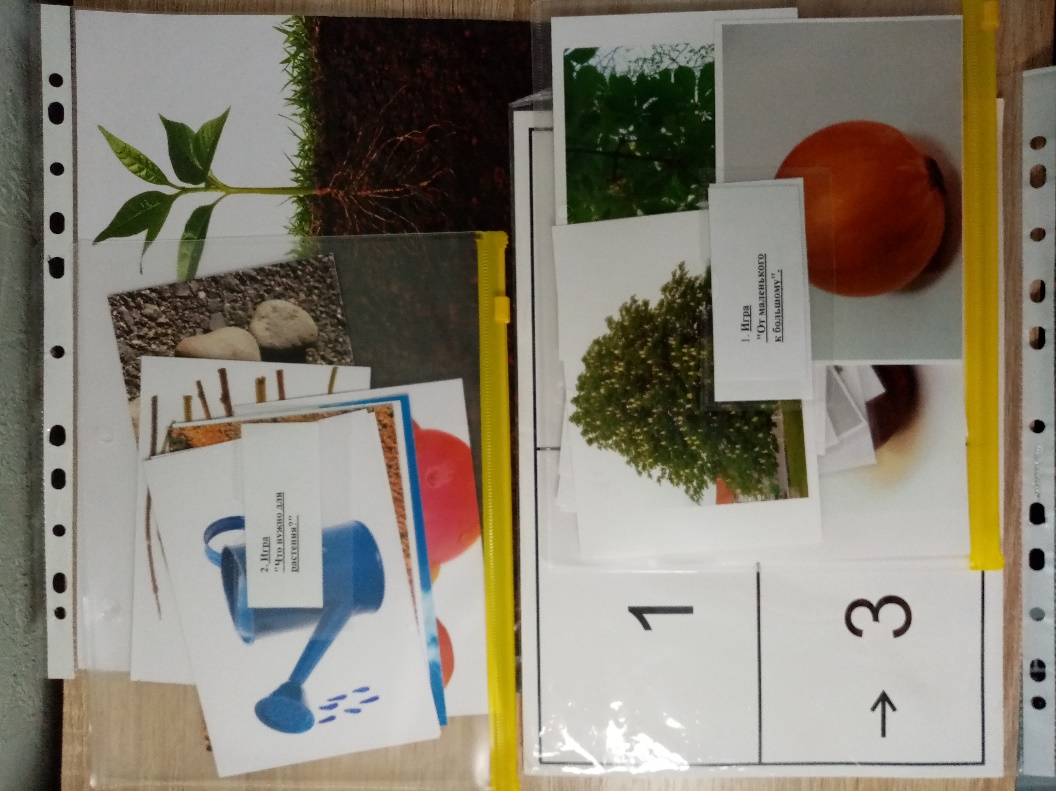 1. Игра
"От маленького
к большому".
2. Игра
"Что нужно для
растения?"
1
→ 3